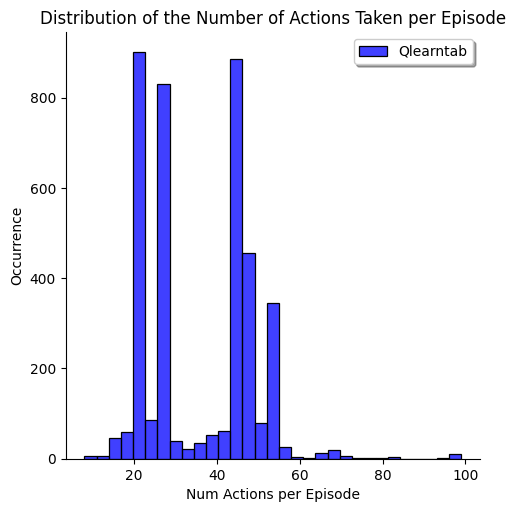 Distribution of the Number of Actions Taken per Episode
Qlearntab
Occurrence
800
600
400
200
0
20 40 60 80 100
Num Actions per Episode